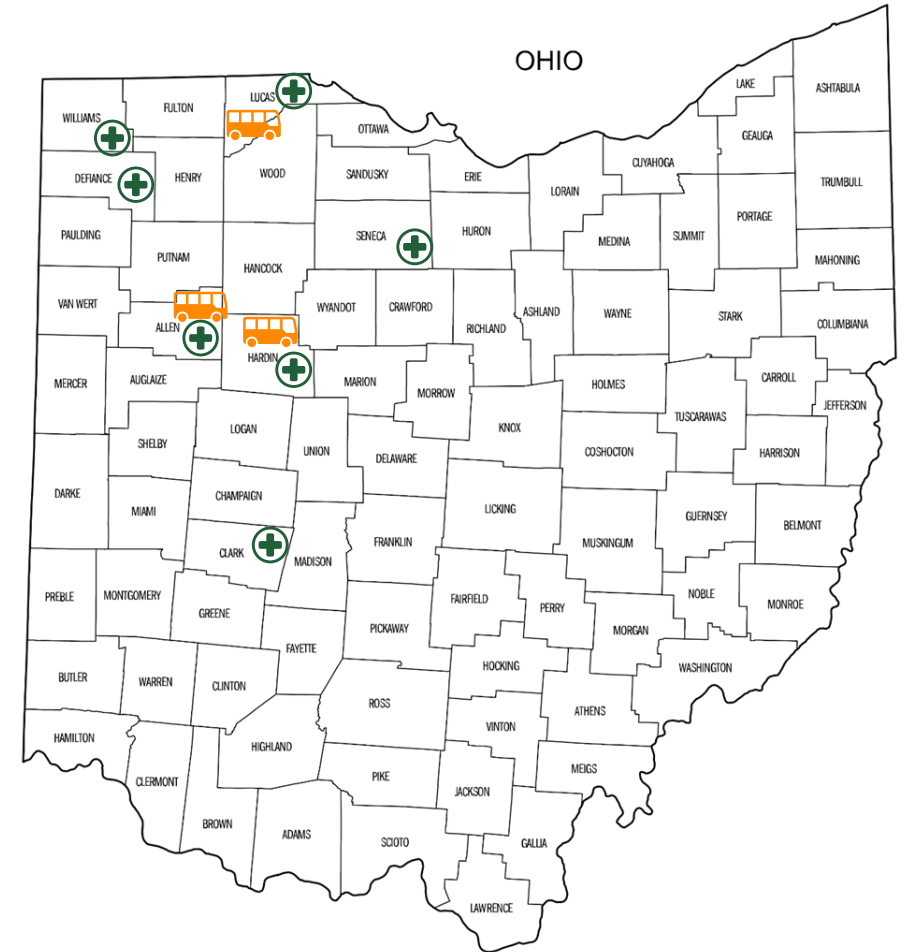 OHIO
LAKE
ASHTABULA
LUCAS
FULTON
WILLIAMS
OTTAWA
GEAUGA
CUYAHOGA
DEFIANCE
HENRY
WOOD
SANDUSKY
ERIE
LORAIN
TRUMBULL
PORTAGE
PAULDING
SENECA
HURON
MEDINA
SUMMIT
PUTNAM
HANCOCK
MAHONING
VAN WERT
WYANDOT
CRAWFORD
ASHLAND
WAYNE
STARK
ALLEN
RICHLAND
COLUMBIANA
HARDIN
MERCER
AUGLAIZE
MARION
MORROW
HOLMES
CARROLL
JEFFERSON
TUSCARAWAS
LOGAN
KNOX
SHELBY
UNION
DELAWARE
COSHOCTON
HARRISON
DARKE
CHAMPAIGN
MIAMI
LICKING
GUERNSEY
BELMONT
CLARK
MADISON
FRANKLIN
MUSKINGUM
PREBLE
MONTGOMERY
GREENE
FAIRFIELD
PERRY
NOBLE
MONROE
PICKAWAY
MORGAN
FAYETTE
HOCKING
WASHINGTON
BUTLER
WARREN
CLINTON
ROSS
ATHENS
VINTON
HAMILTON
HIGHLAND
MEIGS
CLERMONT
PIKE
JACKSON
BROWN
ADAMS
SCIOTO
GALLIA
LAWRENCE